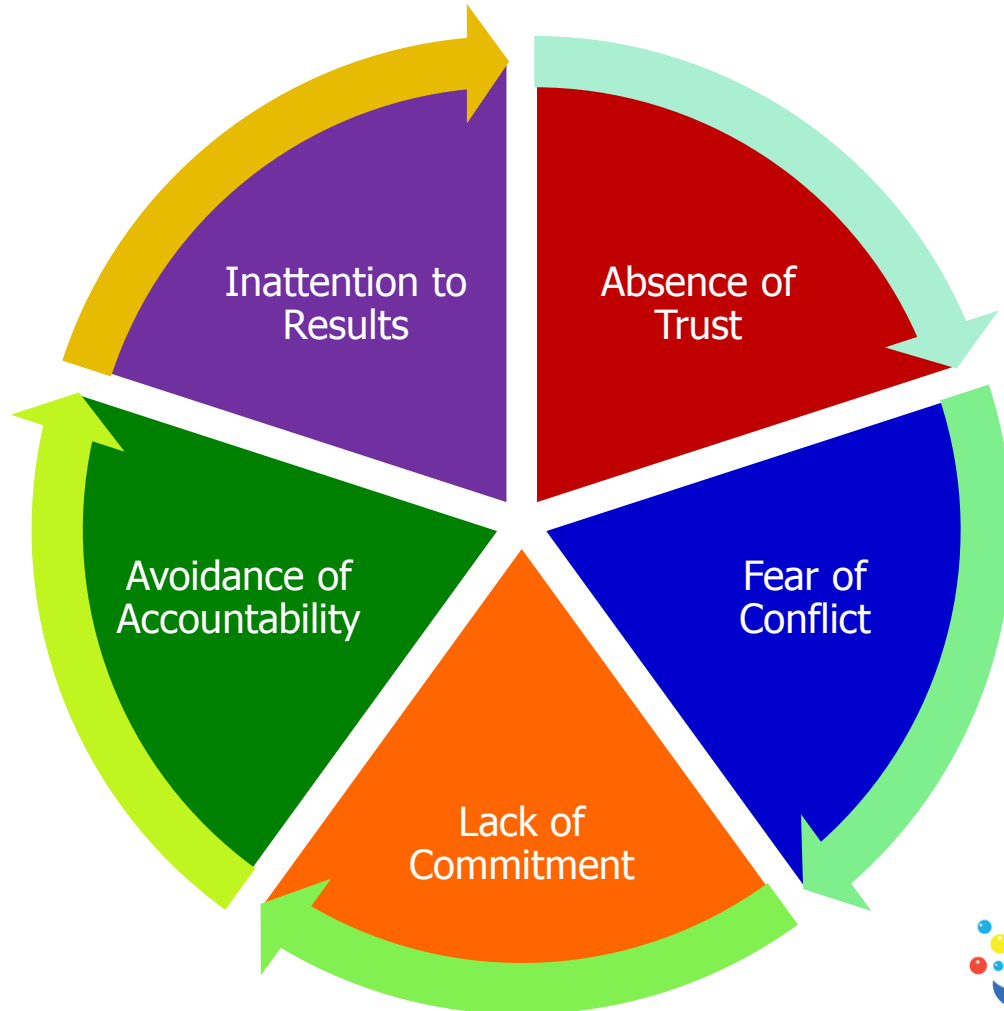 Inattention to
Results
Absence of
Trust
Avoidance of
Accountability
Fear of
Conflict
Lack of
Commitment